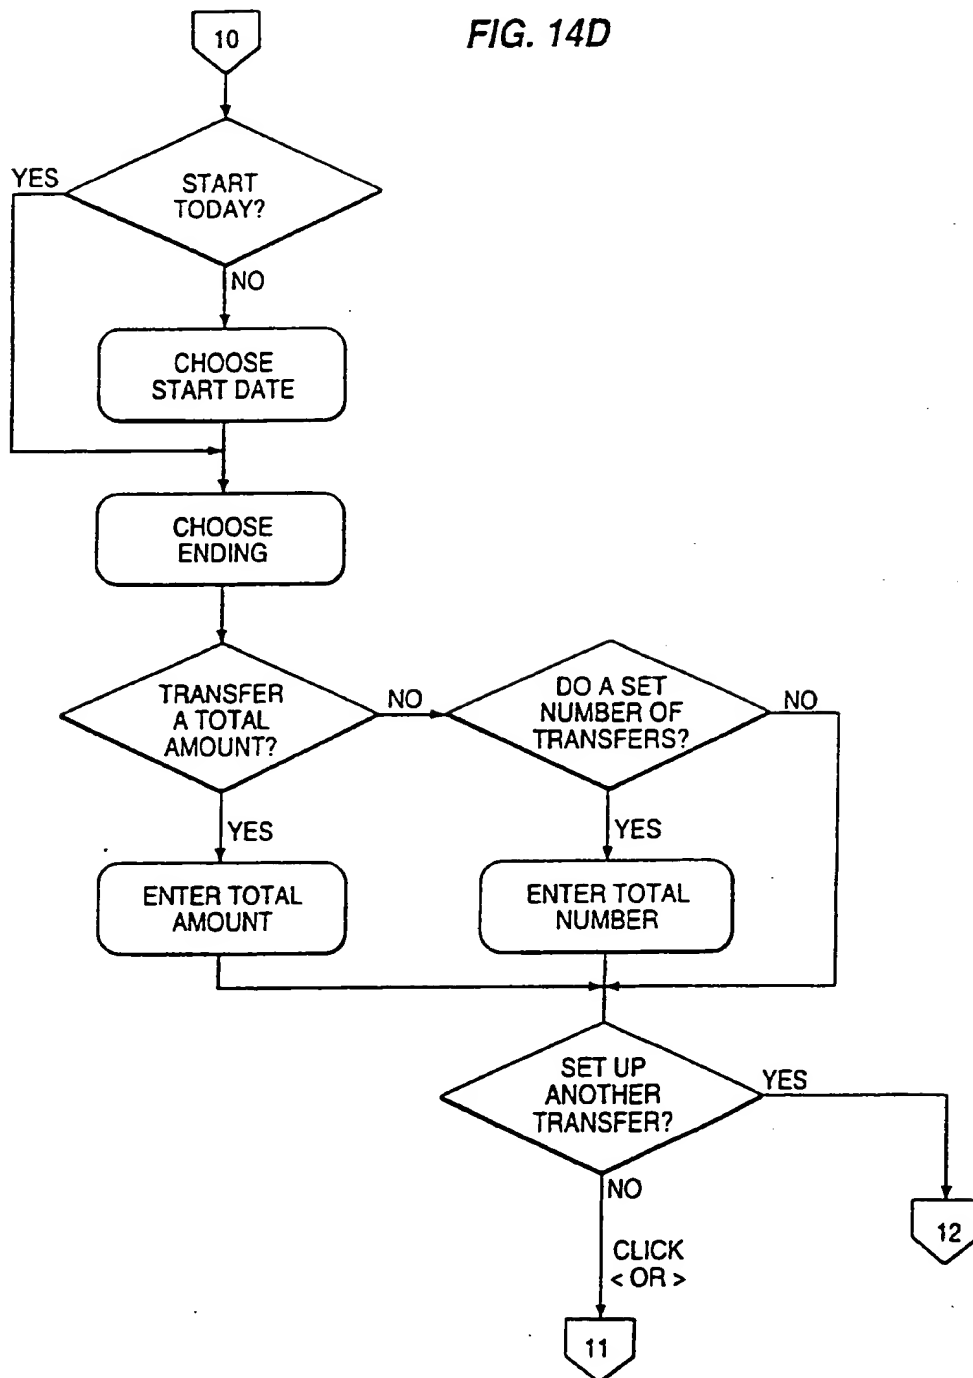 FIG. 14D
10
YES
START
TODAY?
NO
CHOOSE
START DATE
CHOOSE
ENDING
TRANSFER
A TOTAL
AMOUNT?
NO
DO A SET
NUMBER OF
TRANSFERS?
NO
YES
YES
ENTER TOTAL
AMOUNT
ENTER TOTAL
NUMBER
SET UP
ANOTHER
TRANSFER?
YES
NO
12
CLICK
< OR >
11